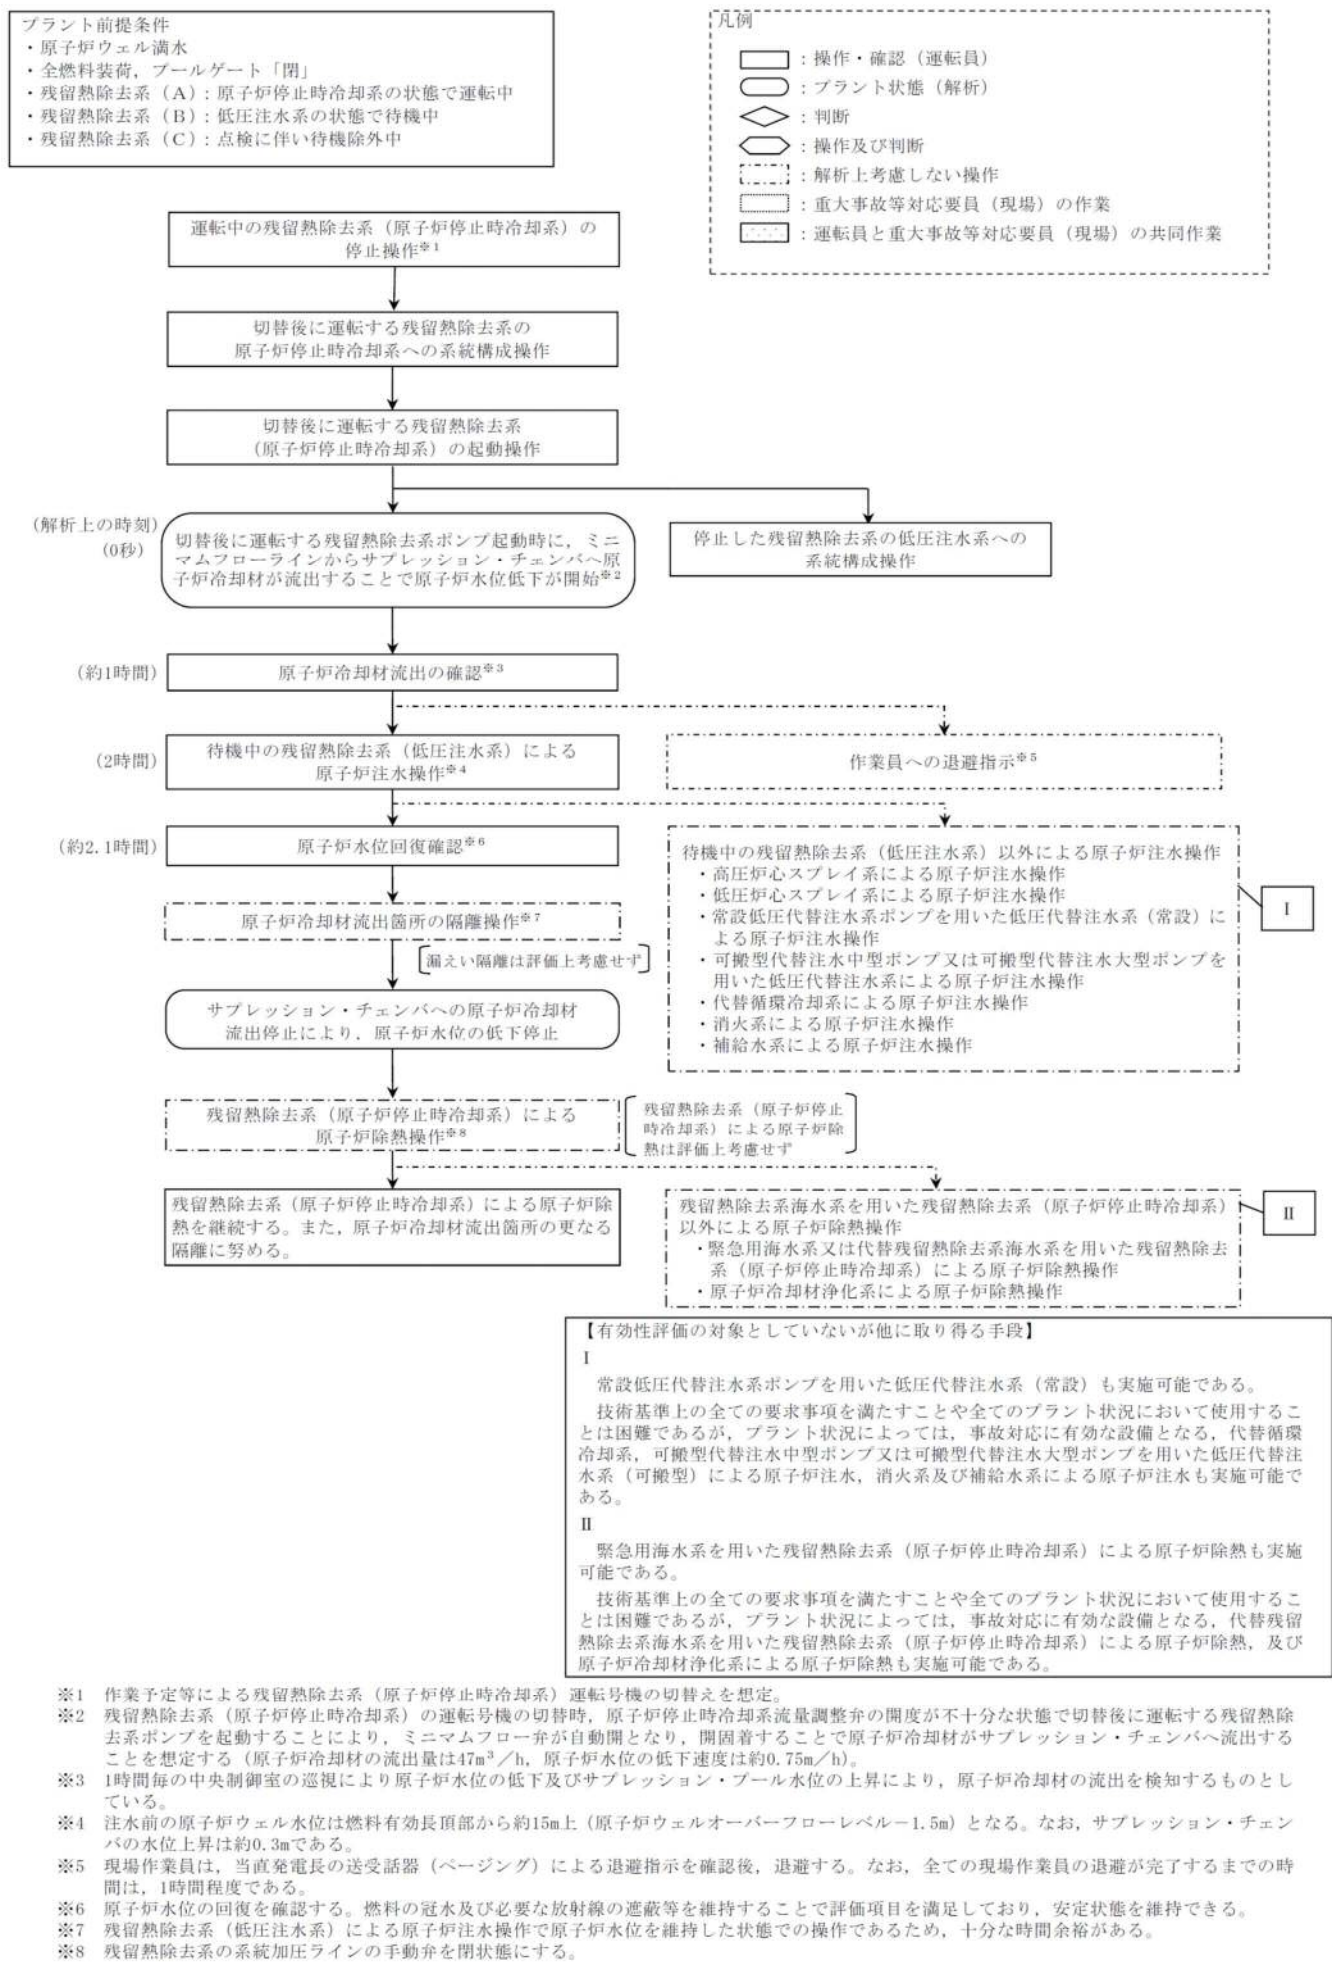 プラント前提条件
・原子炉ウェル満水
・全燃料装荷，プールゲート「閉」
・残留熱除去系（A）：原子炉停止時冷却系の状態で運転中
・残留熱除去系（B）：低圧注水系の状態で待機中
・残留熱除去系（C）：点検に伴い待機除外中
凡例
：操作・確認（運転員）
：プラント状態（解析）
：判断
：操作及び判断
：解析上考慮しない操作
：重大事故等対応要員（現場）の作業
：運転員と重大事故等対応要員（現場）の共同作業
運転中の残留熱除去系（原子炉停止時冷却系）の
停止操作※1
切替後に運転する残留熱除去系の
原子炉停止時冷却系への系統構成操作
切替後に運転する残留熱除去系
（原子炉停止時冷却系）の起動操作
(解析上の時刻)
(0秒)
切替後に運転する残留熱除去系ポンプ起動時に，ミニ
マムフローラインからサプレッション・チェンバへ原
子炉冷却材が流出することで原子炉水位低下が開始※2
停止した残留熱除去系の低圧注水系への
系統構成操作
(約1時間)
原子炉冷却材流出の確認※3
(2時間)
待機中の残留熱除去系（低圧注水系）による
原子炉注水操作※4
作業員への退避指示※5
(約2.1時間)
原子炉水位回復確認※6
待機中の残留熱除去系（低圧注水系）以外による原子炉注水操作
・高圧炉心スプレイ系による原子炉注水操作
・低圧炉心スプレイ系による原子炉注水操作
・常設低圧代替注水系ポンプを用いた低圧代替注水系（常設）に
よる原子炉注水操作
・可搬型代替注水中型ポンプ又は可搬型代替注水大型ポンプを
用いた低圧代替注水系による原子炉注水操作
・代替循環冷却系による原子炉注水操作
・消火系による原子炉注水操作
・補給水系による原子炉注水操作
Ⅰ
原子炉冷却材流出箇所の隔離操作※7
漏えい隔離は評価上考慮せず
サプレッション・チェンバへの原子炉冷却材
流出停止により，原子炉水位の低下停止
残留熱除去系（原子炉停止時冷却系）による
原子炉除熱操作※8
残留熱除去系（原子炉停止
時冷却系）による原子炉除
熱は評価上考慮せず
残留熱除去系（原子炉停止時冷却系）による原子炉除
熱を継続する。また，原子炉冷却材流出箇所の更なる
隔離に努める。
残留熱除去系海水系を用いた残留熱除去系（原子炉停止時冷却系）
以外による原子炉除熱操作
・緊急用海水系又は代替残留熱除去系海水系を用いた残留熱除去
系（原子炉停止時冷却系）による原子炉除熱操作
・原子炉冷却材浄化系による原子炉除熱操作
Ⅱ
【有効性評価の対象としていないが他に取り得る手段】
Ⅰ
常設低圧代替注水系ポンプを用いた低圧代替注水系（常設）も実施可能である。
技術基準上の全ての要求事項を満たすことや全てのプラント状況において使用するこ
とは困難であるが，プラント状況によっては，事故対応に有効な設備となる，代替循環
冷却系，可搬型代替注水中型ポンプ又は可搬型代替注水大型ポンプを用いた低圧代替注
水系（可搬型）による原子炉注水，消火系及び補給水系による原子炉注水も実施可能で
ある。
Ⅱ
緊急用海水系を用いた残留熱除去系（原子炉停止時冷却系）による原子炉除熱も実施
可能である。
技術基準上の全ての要求事項を満たすことや全てのプラント状況において使用するこ
とは困難であるが，プラント状況によっては，事故対応に有効な設備となる，代替残留
熱除去系海水系を用いた残留熱除去系（原子炉停止時冷却系）による原子炉除熱，及び
原子炉冷却材浄化系による原子炉除熱も実施可能である。
※1 作業予定等による残留熱除去系（原子炉停止時冷却系）運転号機の切替えを想定。
※2 残留熱除去系（原子炉停止時冷却系）の運転号機の切替時，原子炉停止時冷却系流量調整弁の開度が不十分な状態で切替後に運転する残留熱除
去系ポンプを起動することにより，ミニマムフロー弁が自動開となり，開固着することで原子炉冷却材がサプレッション・チェンバへ流出する
ことを想定する（原子炉冷却材の流出量は47m³／h，原子炉水位の低下速度は約0.75m／h）。
※3 1時間毎の中央制御室の巡視により原子炉水位の低下及びサプレッション・プール水位の上昇により，原子炉冷却材の流出を検知するものとし
ている。
※4 注水前の原子炉ウェル水位は燃料有効長頂部から約15m上（原子炉ウェルオーバーフローレベル－1.5m）となる。なお，サプレッション・チェン
バの水位上昇は約0.3mである。
※5 現場作業員は，当直発電長の送受話器（ページング）による退避指示を確認後，退避する。なお，全ての現場作業員の退避が完了するまでの時
間は，1時間程度である。
※6 原子炉水位の回復を確認する。燃料の冠水及び必要な放射線の遮蔽等を維持することで評価項目を満足しており，安定状態を維持できる。
※7 残留熱除去系（低圧注水系）による原子炉注水操作で原子炉水位を維持した状態での操作であるため，十分な時間余裕がある。
※8 残留熱除去系の系統加圧ラインの手動弁を閉状態にする。